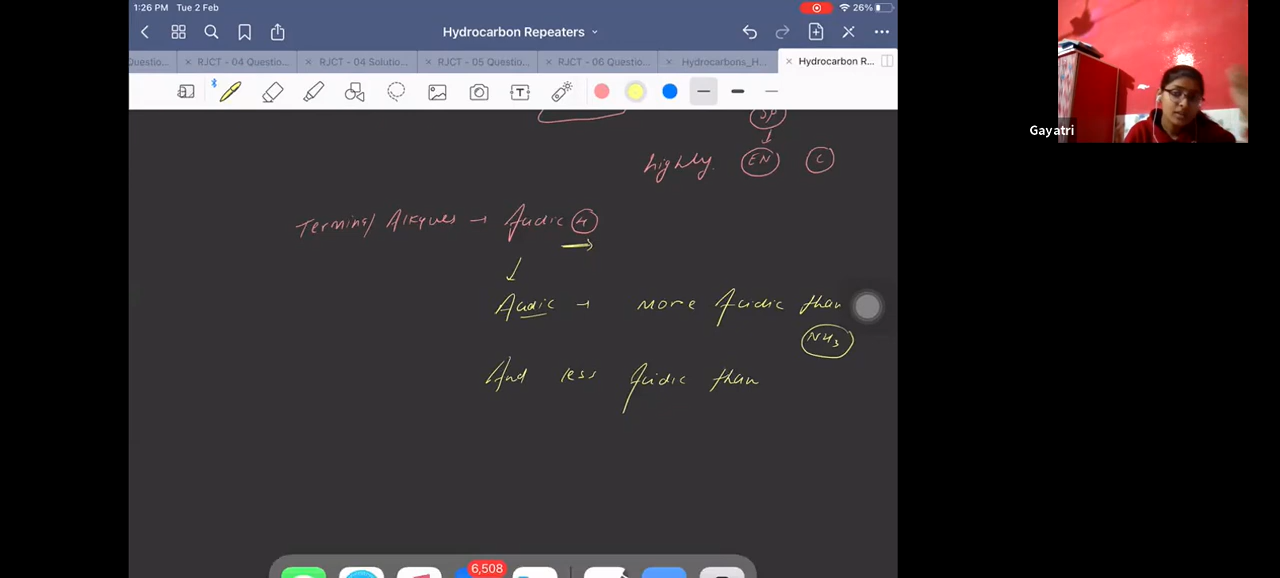 1:26 PM Tue 2 Feb
26%
Hydrocarbon Repeaters
Questio...
RJCT - 04 Questio...
RJCT - 04 Solutio...
RJCT - 05 Questio...
RJCT - 06 Questio...
Hydrocarbons_H...
Hydrocarbon R...
Gayatri
SP
highly. EN C
Terminal Alkynes → Acidic H
Acidic → more Acidic than
NH3
And less Acidic than
6,508